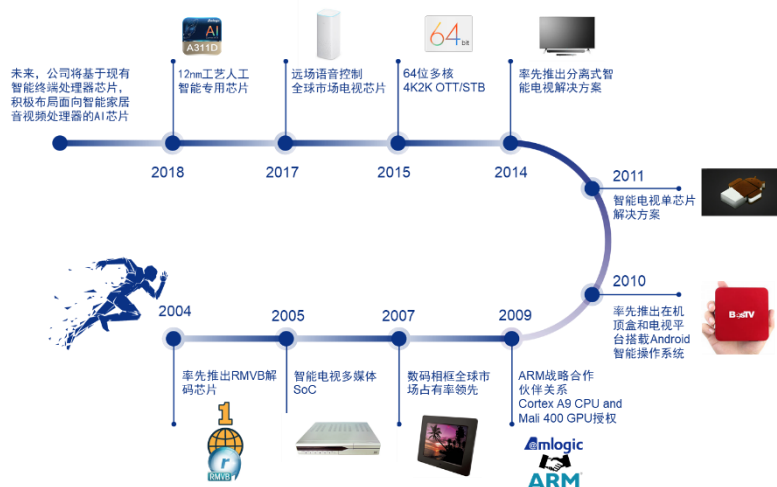 AI
A311D
64
bit
未来，公司将基于现有
智能终端处理器芯片，
积极布局面向智能家居
音视频处理器的AI芯片
12nm工艺人工
智能专用芯片
远场语音控制
全球市场电视芯片
64位多核
4K2K OTT/STB
率先推出分离式智
能电视解决方案
2018
2017
2015
2014
2011
智能电视单芯片
解决方案
2010
率先推出在机
顶盒和电视平
台搭载Android
智能操作系统
BesTV
2004
2005
2007
2009
率先推出RMVB解
码芯片
智能电视多媒体
SoC
数码相框全球市
场占有率领先
ARM战略合作
伙伴关系
Cortex A9 CPU and
Mali 400 GPU授权
1
r
RMVB
Amlogic
ARM